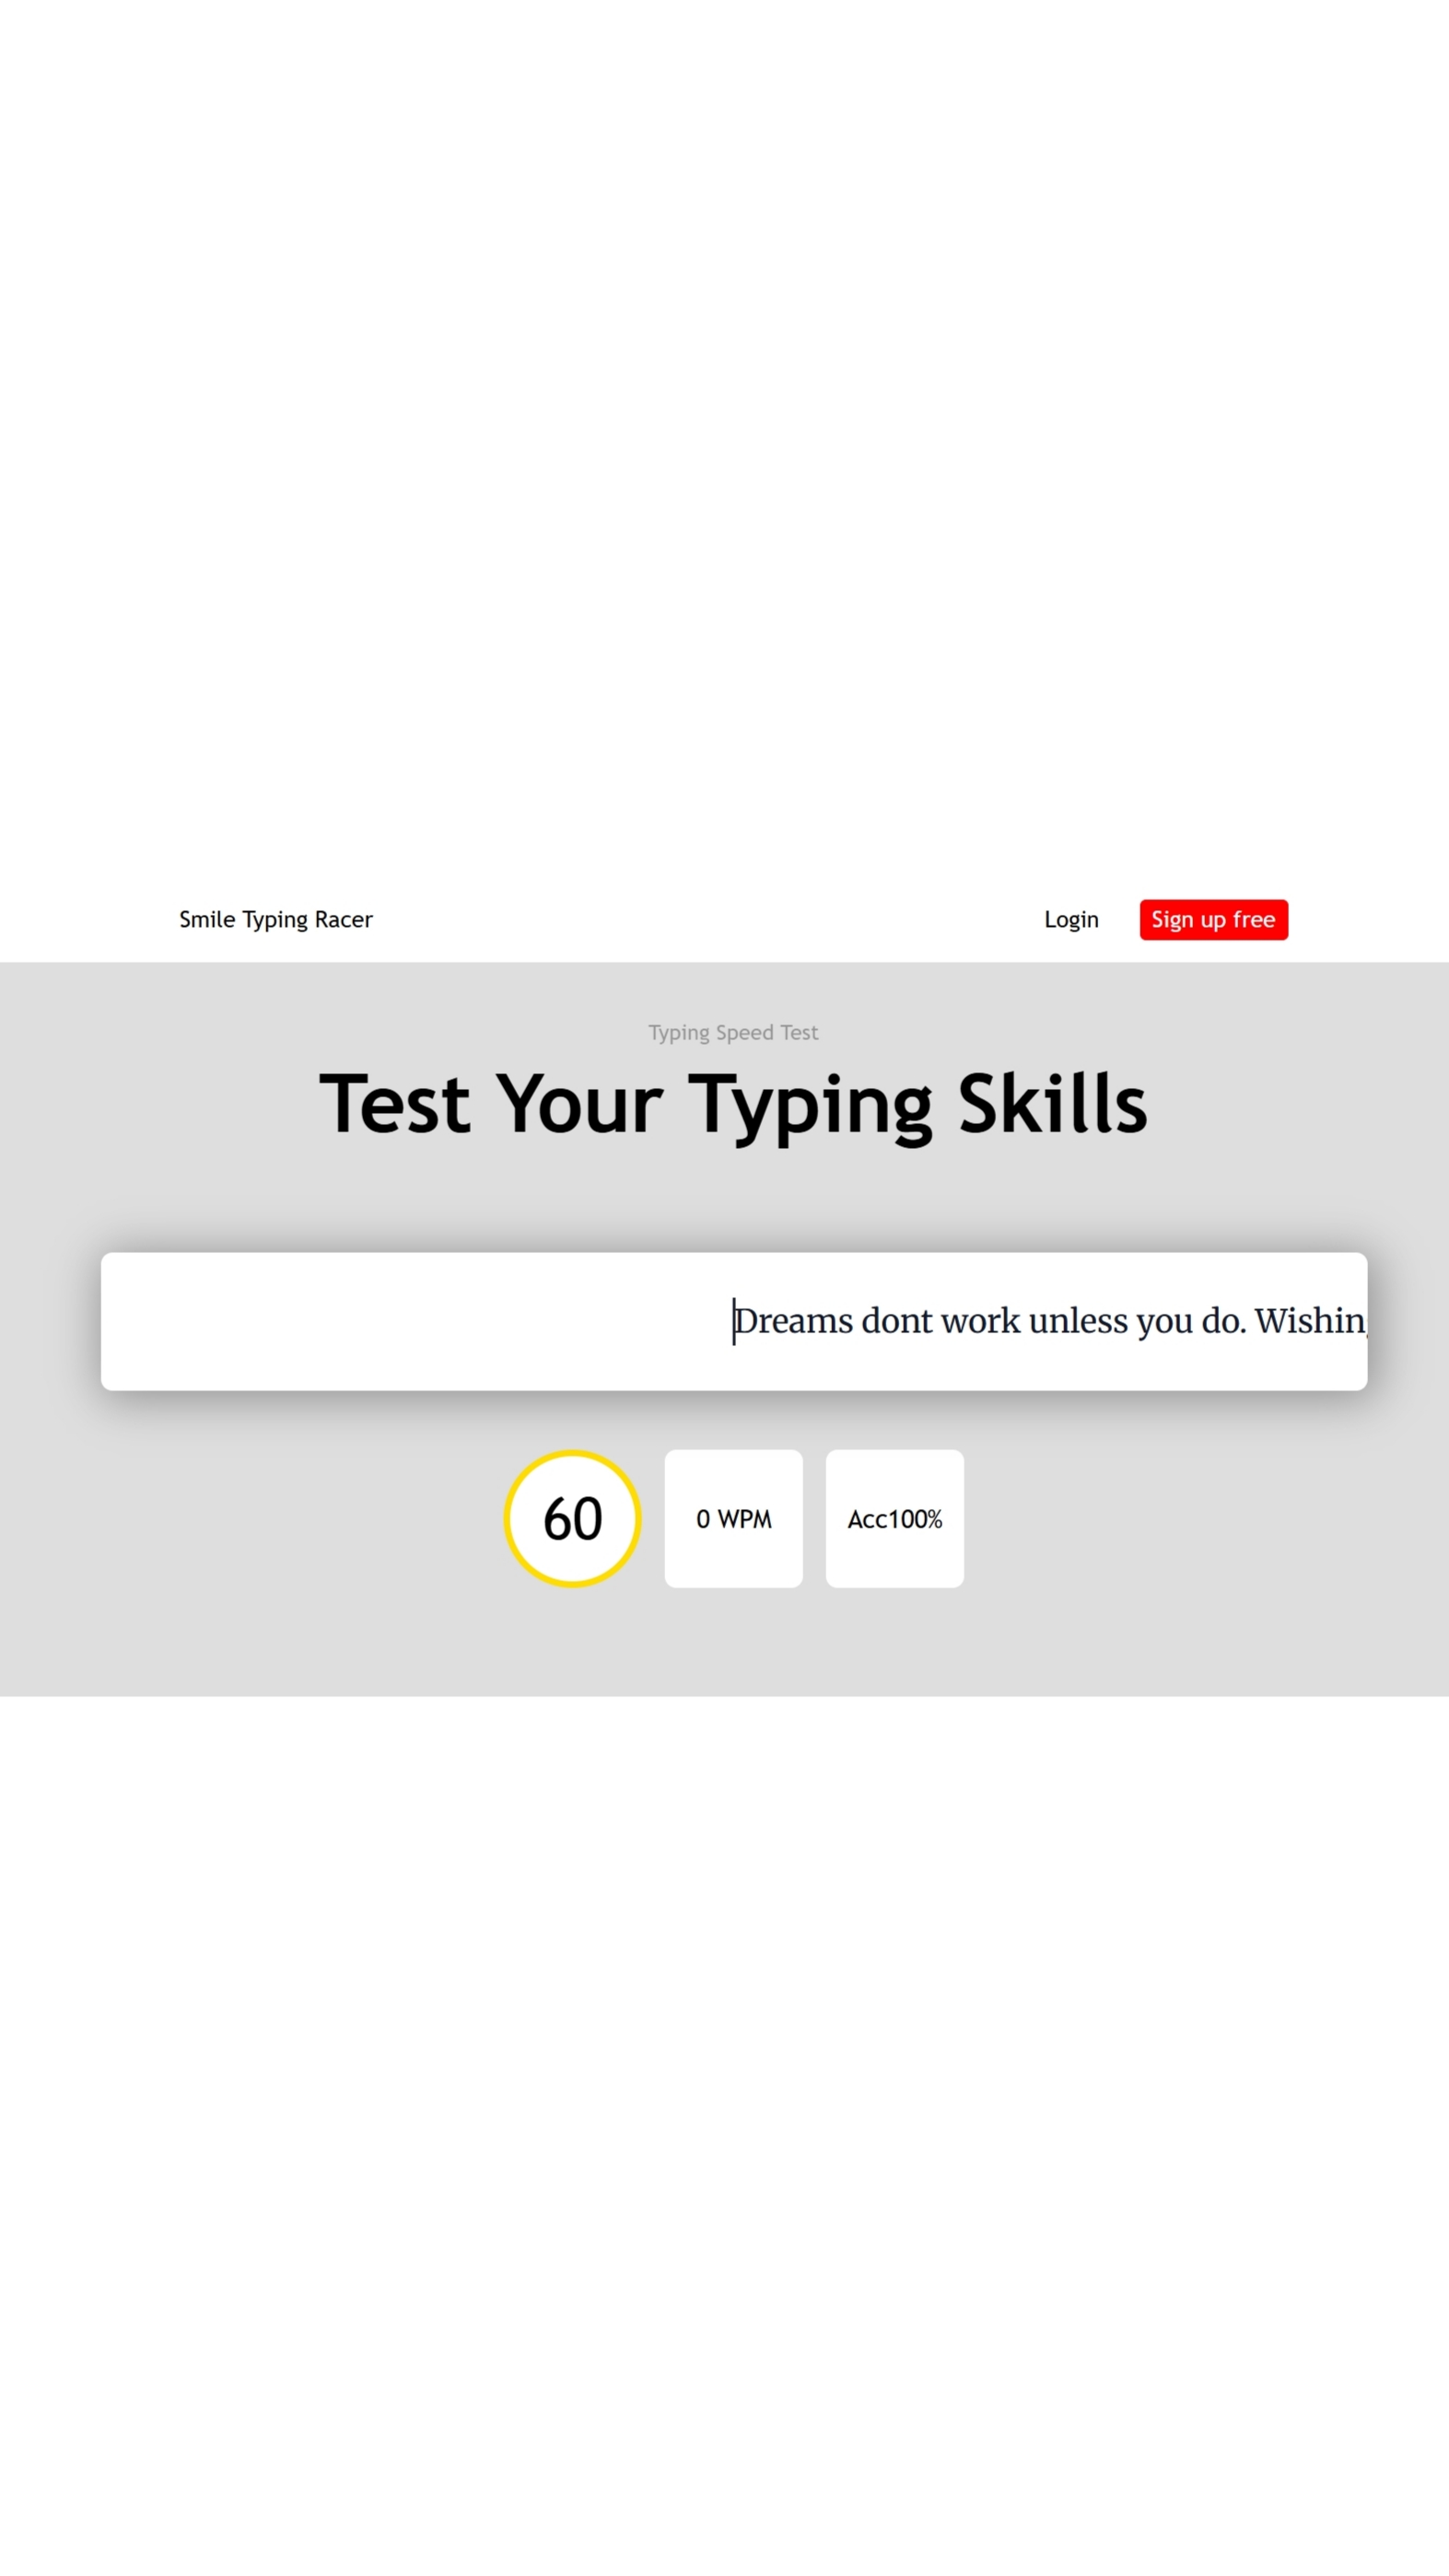 Smile Typing Racer Login Sign up free
Typing Speed Test
Test Your Typing Skills
Dreams dont work unless you do. Wishin
60 0 WPM Acc100%